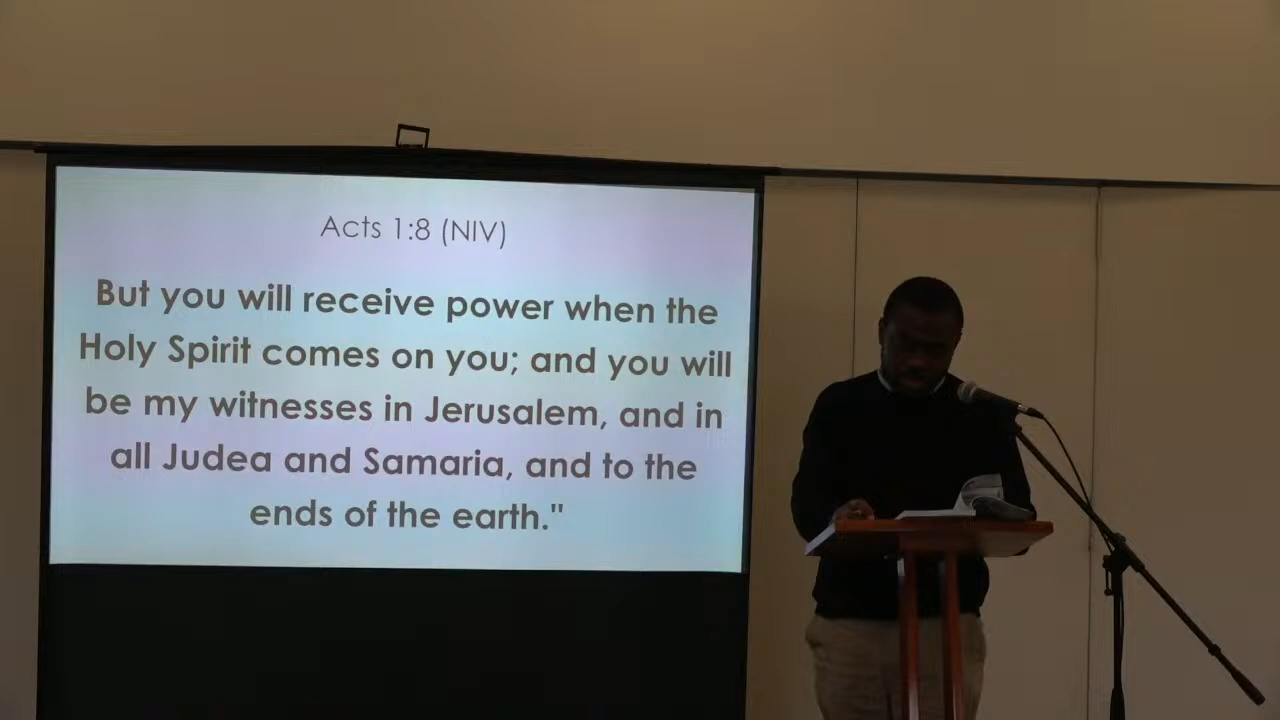 Acts 1:8 (NIV)
But you will receive power when the
Holy Spirit comes on you; and you will
be my witnesses in Jerusalem, and in
all Judea and Samaria, and to the
ends of the earth."